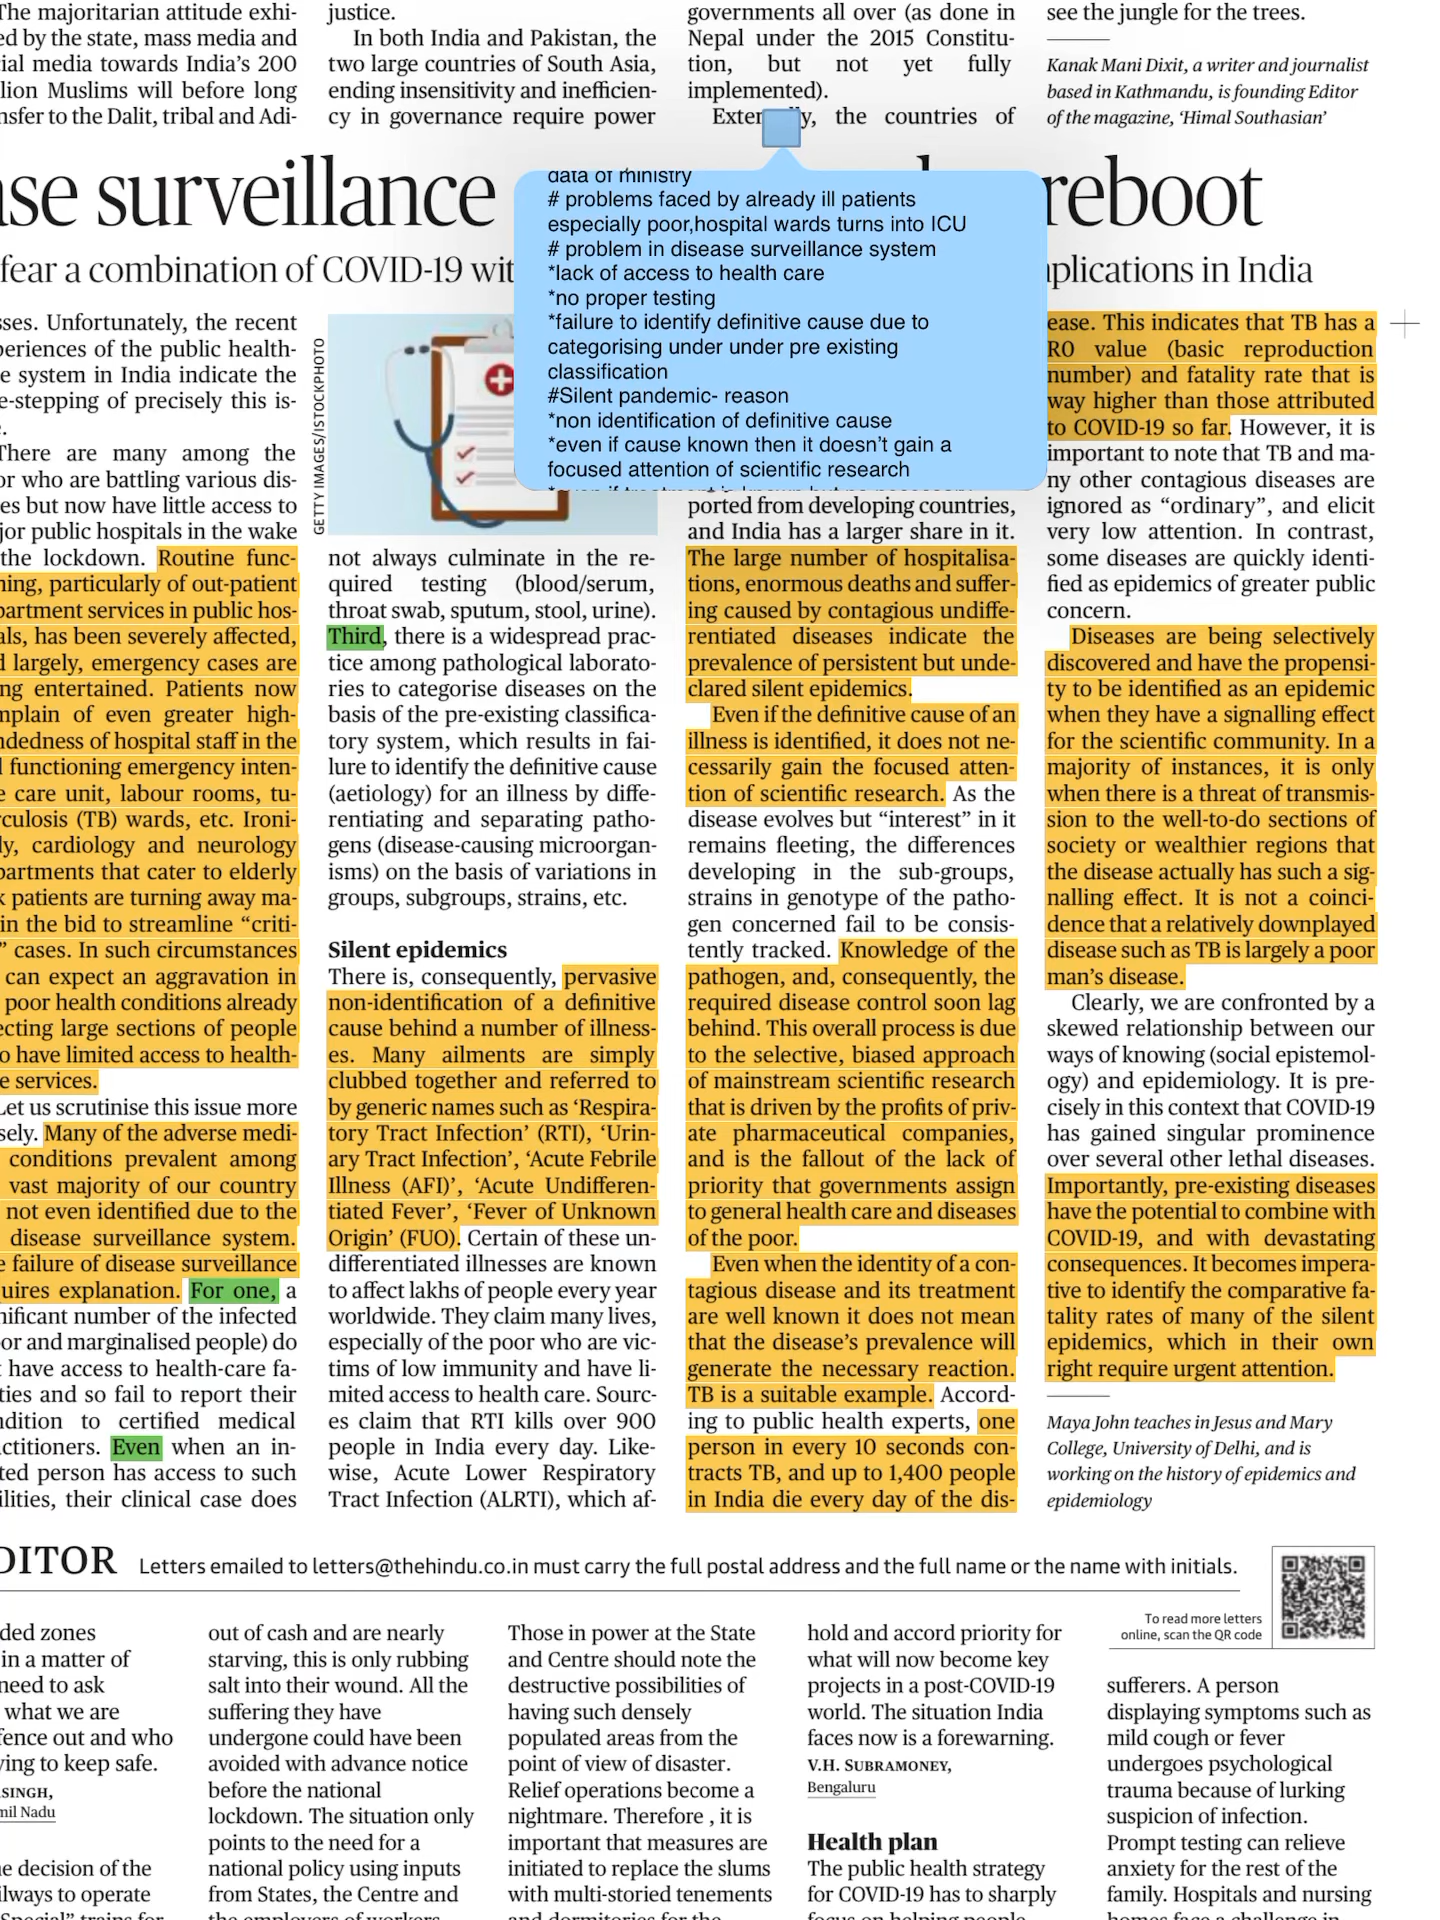 The majoritarian attitude exhi-
ed by the state, mass media and
cial media towards India's 200
lion Muslims will before long
nsfer to the Dalit, tribal and Adi-
justice.
In both India and Pakistan, the
two large countries of South Asia,
ending insensitivity and inefficien-
cy in governance require power
governments all over (as done in
Nepal under the 2015 Constitu-
tion, but not yet fully
implemented).
the countries of
see the jungle for the trees.
Kanak Mani Dixit, a writer and journalist
based in Kathmandu, is founding Editor
of the magazine, 'Himal Southasian'
ase surveillance reboot
fear a combination of COVID-19 wit
plications in India
data of ministry
# problems faced by already ill patients
especially poor,hospital wards turns into ICU
# problem in disease surveillance system
*lack of access to health care
*no proper testing
*failure to identify definitive cause due to
categorising under under pre existing
classification
#Silent pandemic- reason
*non identification of definitive cause
*even if cause known then it doesn't gain a
focused attention of scientific research
*even if treatment is known but no necessary
sses. Unfortunately, the recent
periences of the public health-
e system in India indicate the
e-stepping of precisely this is-
e.
There are many among the
or who are battling various dis-
es but now have little access to
jor public hospitals in the wake
the lockdown. Routine func-
ning, particularly of out-patient
partment services in public hos-
als, has been severely affected,
d largely, emergency cases are
ng entertained. Patients now
mplain of even greater high-
ndedness of hospital staff in the
l functioning emergency inten-
e care unit, labour rooms, tu-
rculosis (TB) wards, etc. Ironi-
ly, cardiology and neurology
partments that cater to elderly
k patients are turning away ma-
in the bid to streamline "criti-
" cases. In such circumstances
can expect an aggravation in
poor health conditions already
ecting large sections of people
o have limited access to health-
e services.
Let us scrutinise this issue more
sely. Many of the adverse medi-
conditions prevalent among
vast majority of our country
not even identified due to the
disease surveillance system.
e failure of disease surveillance
uires explanation. For one, a
nificant number of the infected
or and marginalised people) do
t have access to health-care fa-
ties and so fail to report their
ndition to certified medical
ctitioners. Even when an in-
ted person has access to such
ilities, their clinical case does
GETTY IMAGES/ISTOCKPHOTO
not always culminate in the re-
quired testing (blood/serum,
throat swab, sputum, stool, urine).
Third, there is a widespread prac-
tice among pathological laborato-
ries to categorise diseases on the
basis of the pre-existing classifica-
tory system, which results in fai-
lure to identify the definitive cause
(aetiology) for an illness by diffe-
rentiating and separating patho-
gens (disease-causing microorgan-
isms) on the basis of variations in
groups, subgroups, strains, etc.
Silent epidemics
There is, consequently, pervasive
non-identification of a definitive
cause behind a number of illness-
es. Many ailments are simply
clubbed together and referred to
by generic names such as 'Respira-
tory Tract Infection' (RTI), 'Urin-
ary Tract Infection', 'Acute Febrile
Illness (AFI)', 'Acute Undifferen-
tiated Fever', 'Fever of Unknown
Origin' (FUO). Certain of these un-
differentiated illnesses are known
to affect lakhs of people every year
worldwide. They claim many lives,
especially of the poor who are vic-
tims of low immunity and have li-
mited access to health care. Sourc-
es claim that RTI kills over 900
people in India every day. Like-
wise, Acute Lower Respiratory
Tract Infection (ALRTI), which af-
ported from developing countries,
and India has a larger share in it.
The large number of hospitalisa-
tions, enormous deaths and suffer-
ing caused by contagious undiffe-
rentiated diseases indicate the
prevalence of persistent but unde-
clared silent epidemics.
Even if the definitive cause of an
illness is identified, it does not ne-
cessarily gain the focused atten-
tion of scientific research. As the
disease evolves but "interest" in it
remains fleeting, the differences
developing in the sub-groups,
strains in genotype of the patho-
gen concerned fail to be consis-
tently tracked. Knowledge of the
pathogen, and, consequently, the
required disease control soon lag
behind. This overall process is due
to the selective, biased approach
of mainstream scientific research
that is driven by the profits of priv-
ate pharmaceutical companies,
and is the fallout of the lack of
priority that governments assign
to general health care and diseases
of the poor.
Even when the identity of a con-
tagious disease and its treatment
are well known it does not mean
that the disease's prevalence will
generate the necessary reaction.
TB is a suitable example. Accord-
ing to public health experts, one
person in every 10 seconds con-
tracts TB, and up to 1,400 people
in India die every day of the dis-
ease. This indicates that TB has a
R0 value (basic reproduction
number) and fatality rate that is
way higher than those attributed
to COVID-19 so far. However, it is
important to note that TB and ma-
ny other contagious diseases are
ignored as "ordinary", and elicit
very low attention. In contrast,
some diseases are quickly identi-
fied as epidemics of greater public
concern.
Diseases are being selectively
discovered and have the propensi-
ty to be identified as an epidemic
when they have a signalling effect
for the scientific community. In a
majority of instances, it is only
when there is a threat of transmis-
sion to the well-to-do sections of
society or wealthier regions that
the disease actually has such a sig-
nalling effect. It is not a coinci-
dence that a relatively downplayed
disease such as TB is largely a poor
man's disease.
Clearly, we are confronted by a
skewed relationship between our
ways of knowing (social epistemol-
ogy) and epidemiology. It is pre-
cisely in this context that COVID-19
has gained singular prominence
over several other lethal diseases.
Importantly, pre-existing diseases
have the potential to combine with
COVID-19, and with devastating
consequences. It becomes impera-
tive to identify the comparative fa-
tality rates of many of the silent
epidemics, which in their own
right require urgent attention.
Maya John teaches in Jesus and Mary
College, University of Delhi, and is
working on the history of epidemics and
epidemiology
DITOR Letters emailed to letters@thehindu.co.in must carry the full postal address and the full name or the name with initials.
To read more letters
online, scan the QR code
ded zones
in a matter of
need to ask
what we are
fence out and who
ying to keep safe.
SINGH,
mil Nadu
ne decision of the
ilways to operate
Special" trains for
out of cash and are nearly
starving, this is only rubbing
salt into their wound. All the
suffering they have
undergone could have been
avoided with advance notice
before the national
lockdown. The situation only
points to the need for a
national policy using inputs
from States, the Centre and
the employers of workers
Those in power at the State
and Centre should note the
destructive possibilities of
having such densely
populated areas from the
point of view of disaster.
Relief operations become a
nightmare. Therefore , it is
important that measures are
initiated to replace the slums
with multi-storied tenements
and dormitories for the
hold and accord priority for
what will now become key
projects in a post-COVID-19
world. The situation India
faces now is a forewarning.
V.H. SUBRAMONEY,
Bengaluru
Health plan
The public health strategy
for COVID-19 has to sharply
focus on helping people
sufferers. A person
displaying symptoms such as
mild cough or fever
undergoes psychological
trauma because of lurking
suspicion of infection.
Prompt testing can relieve
anxiety for the rest of the
family. Hospitals and nursing
homes face a challenge in